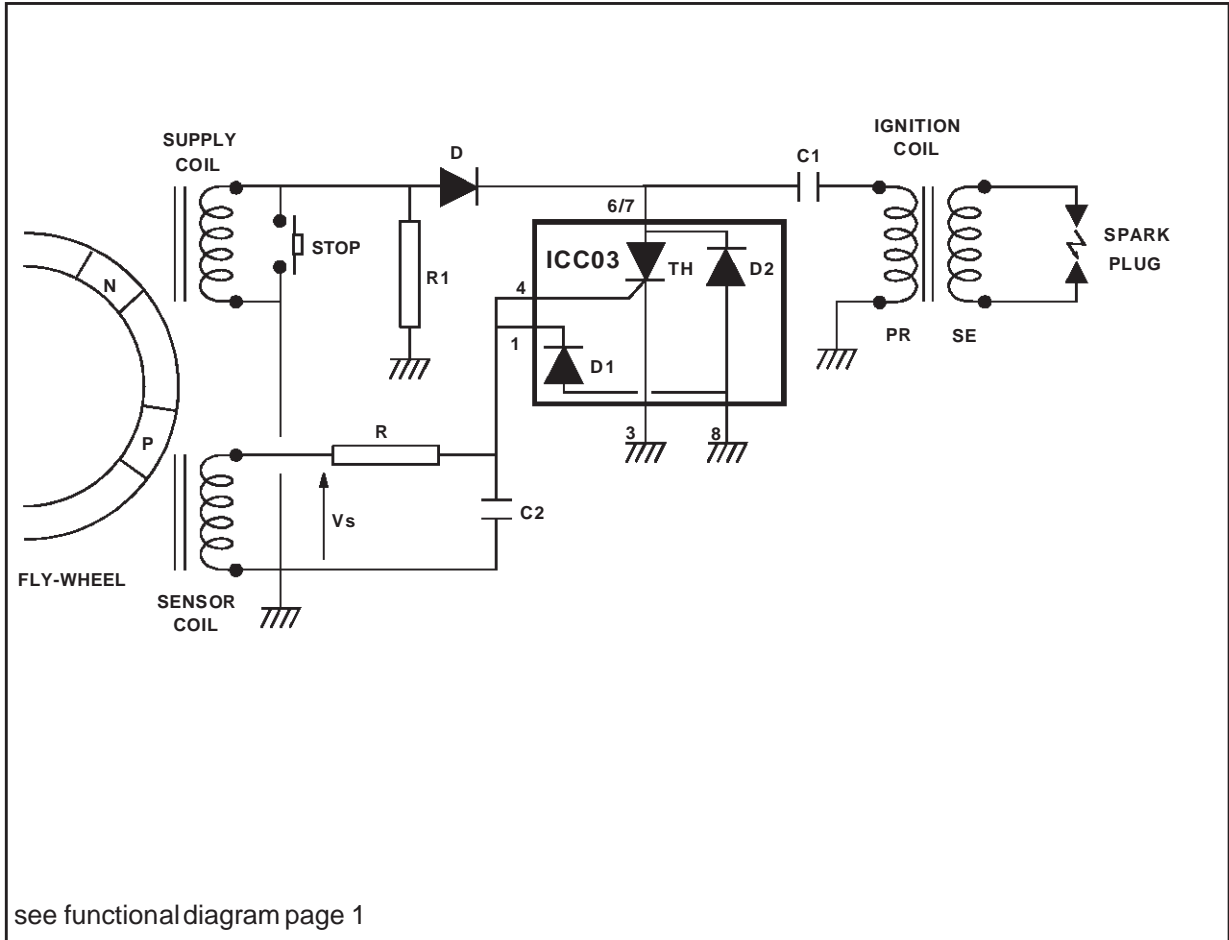 SUPPLY
COIL
D
C1
IGNITION
COIL
6/7
STOP
R1
ICC03
TH
D2
SPARK
PLUG
N
4
1
D1
PR
SE
P
R
3
8
Vs
C2
FLY-WHEEL
SENSOR
COIL
see functional diagram page 1